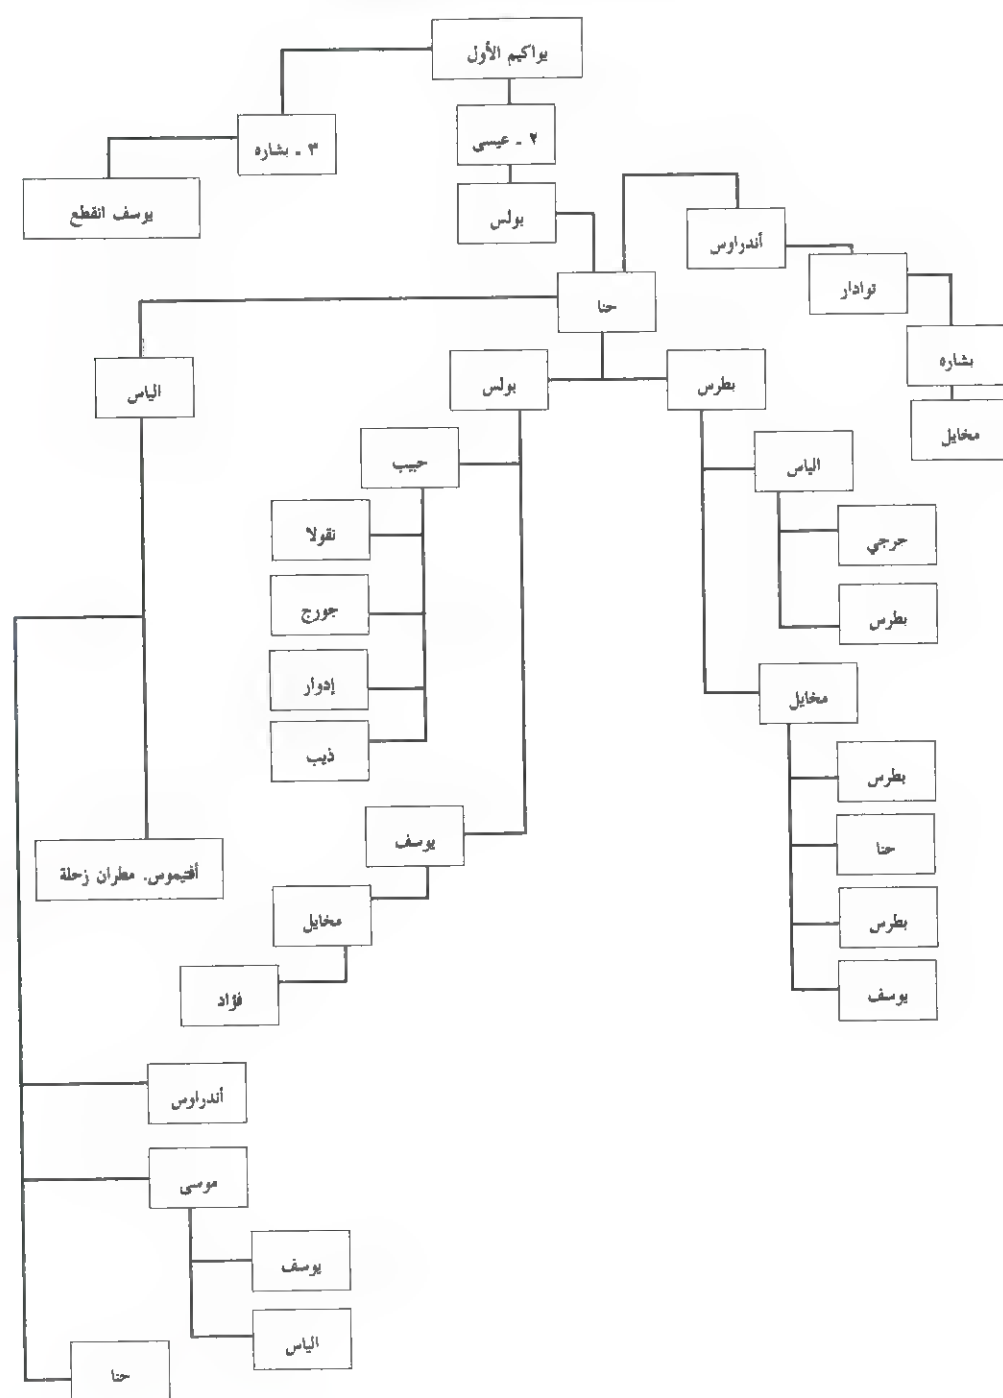 يواكيم الأول
٢ ـ عيسى
٣ ـ بشاره
يوسف انقطع
بولس
أندراوس
توادار
حنا
بشاره
مخايل
الياس
بولس
بطرس
حبيب
الياس
نقولا
جرجي
جورج
بطرس
إدوار
مخايل
ذيب
بطرس
يوسف
حنا
أفتيموس. مطران زحلة
مخايل
بطرس
فؤاد
يوسف
أندراوس
موسى
يوسف
الياس
حنا